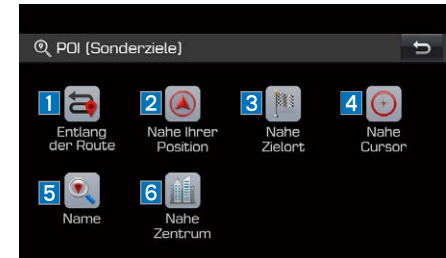 POI (Sonderziele)
1
2
3
4
Entlang
der Route
Nahe Ihrer
Position
Nahe
Zielort
Nahe
Cursor
5
6
Name
Nahe
Zentrum